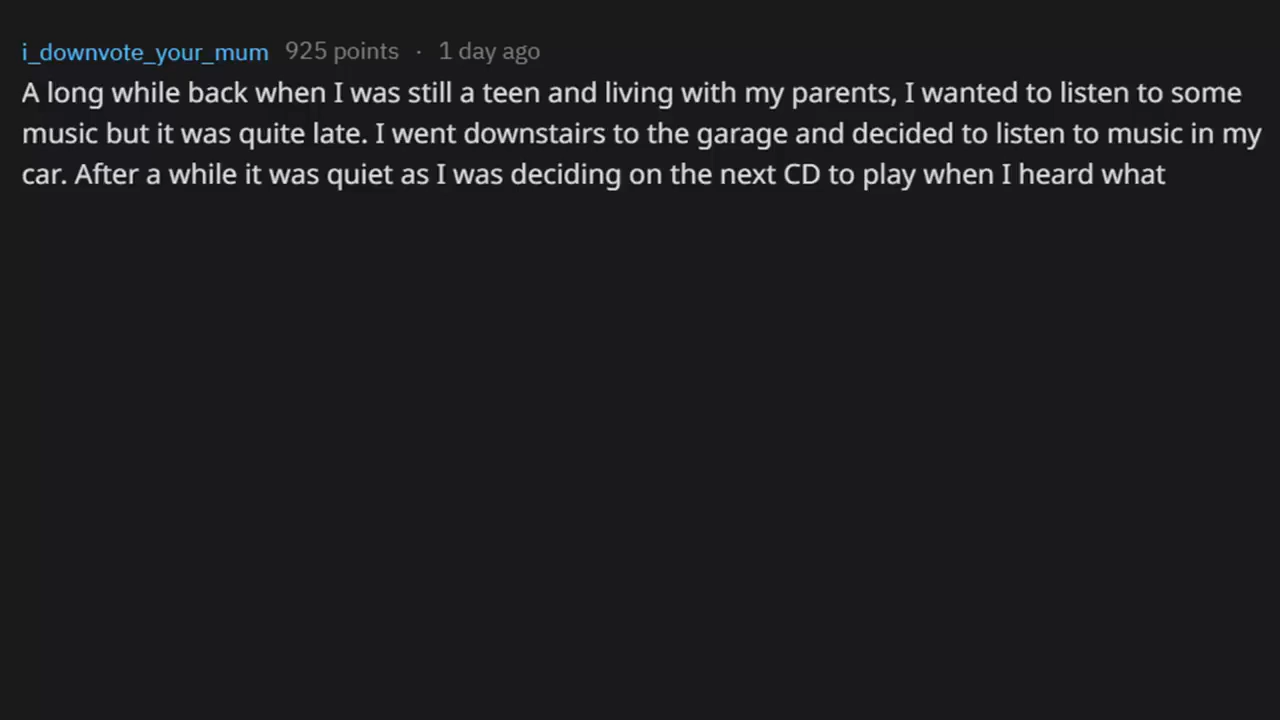 i_downvote_your_mum 925 points · 1 day ago
A long while back when I was still a teen and living with my parents, I wanted to listen to some
music but it was quite late. I went downstairs to the garage and decided to listen to music in my
car. After a while it was quiet as I was deciding on the next CD to play when I heard what